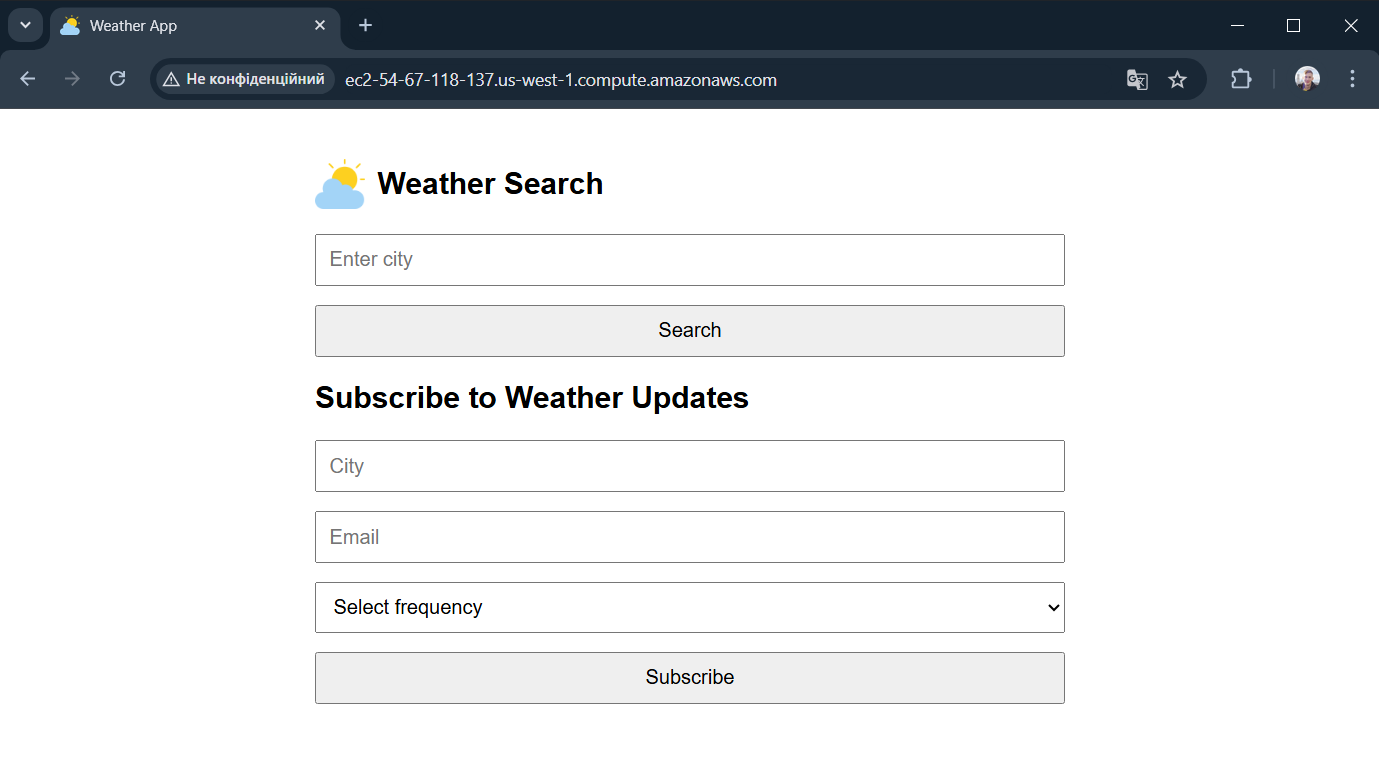 Weather App
Не конфіденційний
ec2-54-67-118-137.us-west-1.compute.amazonaws.com
Weather Search
Enter city
Search
Subscribe to Weather Updates
City
Email
Select frequency
Subscribe